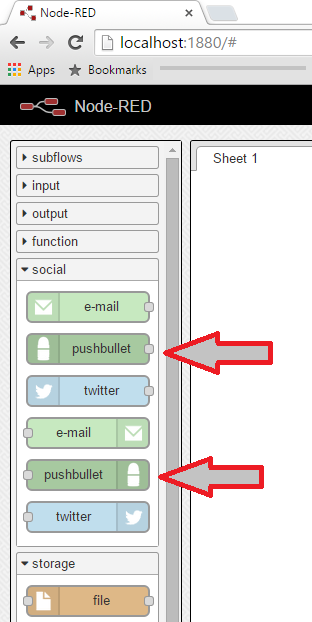 Node-RED
localhost:1880/#
Apps
Bookmarks
Node-RED
subflows
input
output
function
social
e-mail
pushbullet
twitter
e-mail
pushbullet
twitter
storage
file
Sheet 1